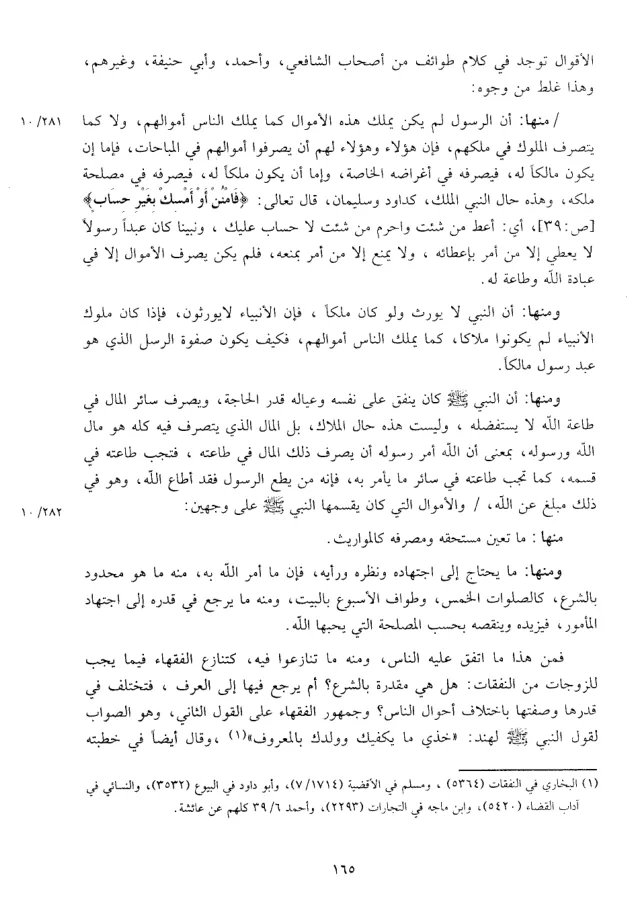 الأقوال توجد في كلام طوائف من أصحاب الشافعي، وأحمد، وأبي حنيفة، وغيرهم،
وهذا غلط من وجوه:
/ منها: أن الرسول لم يكن يملك هذه الأموال كما يملك الناس أموالهم، ولا كما
١٠/٢٨١
يتصرف الملوك في ملكهم، فإن هؤلاء وهؤلاء لهم أن يصرفوا أموالهم في المباحات، فإما إن
يكون مالكاً له، فيصرفه في أغراضه الخاصة، وإما أن يكون ملكاً له، فيصرفه في مصلحة
ملكه، وهذه حال النبي الملك، كداود وسليمان، قال تعالى: ﴿فَامْنُنْ أَوْ أَمْسِكْ بِغَيْرِ حِسَابٍ﴾
[ص:٣٩]، أي: أعط من شئت واحرم من شئت لا حساب عليك ، ونبينا كان عبداً رسولاً
لا يعطي إلا من أمر بإعطائه ، ولا يمنع إلا من أمر بمنعه، فلم يكن يصرف الأموال إلا في
عبادة اللّه وطاعة له.
ومنها: أن النبي لا يورث ولو كان ملكاً ، فإن الأنبياء لايورثون، فإذا كان ملوك
الأنبياء لم يكونوا ملاكا، كما يملك الناس أموالهم، فكيف يكون صفوة الرسل الذي هو
عبد رسول مالكاً.
ومنها: أن النبي ﷺ كان ينفق على نفسه وعياله قدر الحاجة، ويصرف سائر المال في
طاعة اللّه لا يستفضله ، وليست هذه حال الملاك، بل المال الذي يتصرف فيه كله هو مال
اللّه ورسوله، بمعنى أن اللّه أمر رسوله أن يصرف ذلك المال في طاعته ، فتجب طاعته في
قسمه، كما تجب طاعته في سائر ما يأمر به، فإنه من يطع الرسول فقد أطاع اللّه، وهو في
ذلك مبلغ عن اللّه، / والأموال التي كان يقسمها النبي ﷺ على وجهين:
١٠/٢٨٢
منها : ما تعين مستحقه ومصرفه كالمواريث.
ومنها: ما يحتاج إلى اجتهاده ونظره ورأيه، فإن ما أمر اللّه به، منه ما هو محدود
بالشرع، كالصلوات الخمس، وطواف الأسبوع بالبيت، ومنه ما يرجع في قدره إلى اجتهاد
المأمور، فيزيده وينقصه بحسب المصلحة التي يحبها اللّه.
فمن هذا ما اتفق عليه الناس، ومنه ما تنازعوا فيه، كتنازع الفقهاء فيما يجب
للزوجات من النفقات: هل هي مقدرة بالشرع؟ أم يرجع فيها إلى العرف ، فتختلف في
قدرها وصفتها باختلاف أحوال الناس؟ وجمهور الفقهاء على القول الثاني، وهو الصواب
لقول النبي ﷺ لهند: «خذي ما يكفيك وولدك بالمعروف»(١) ،وقال أيضاً في خطبته
(١) البخاري في النفقات (٥٣٦٤) ، ومسلم في الأقضية (٧/١٧١٤)، وأبو داود في البيوع (٣٥٣٢)، والنسائي في
آداب القضاء (٥٤٢٠)، وابن ماجه في التجارات (٢٢٩٣)، وأحمد ٣٩/٦ كلهم عن عائشة.
١٦٥